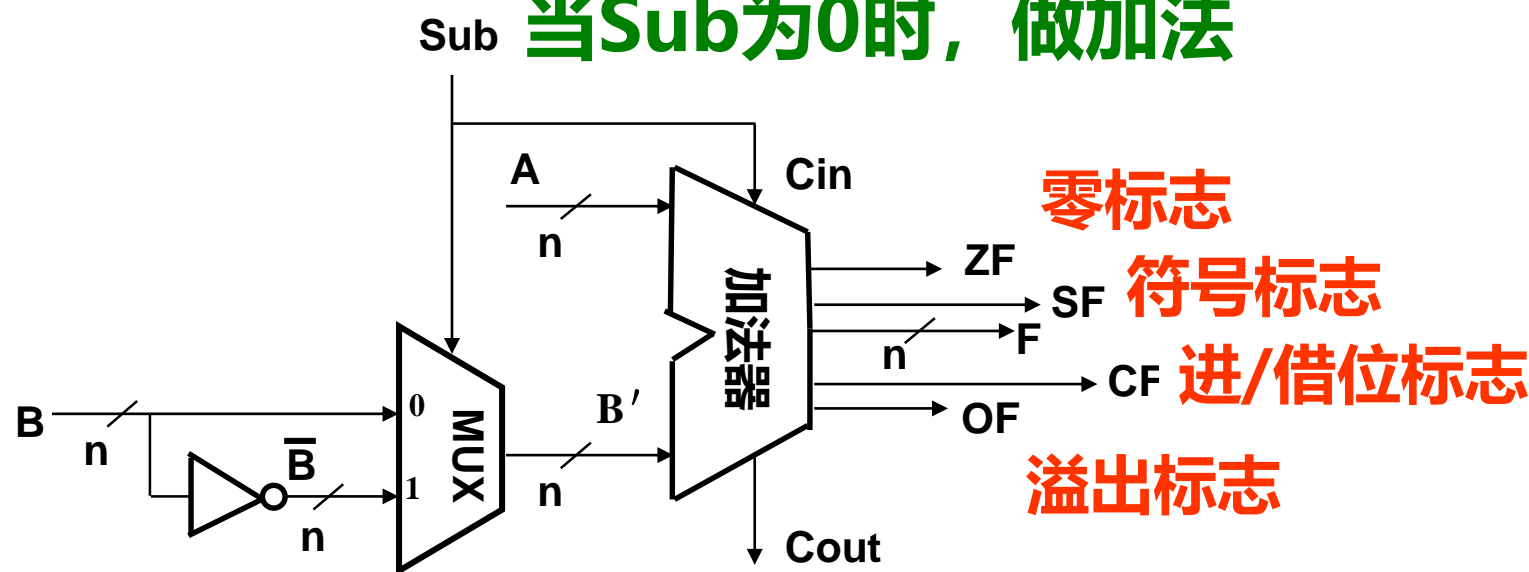 Sub 当Sub为0时，做加法
A
n
Cin
零标志
ZF
符号标志
SF
n
F
加法器
进/借位标志
CF
OF
溢出标志
B
n
B
n
0
1
MUX
B′
n
Cout